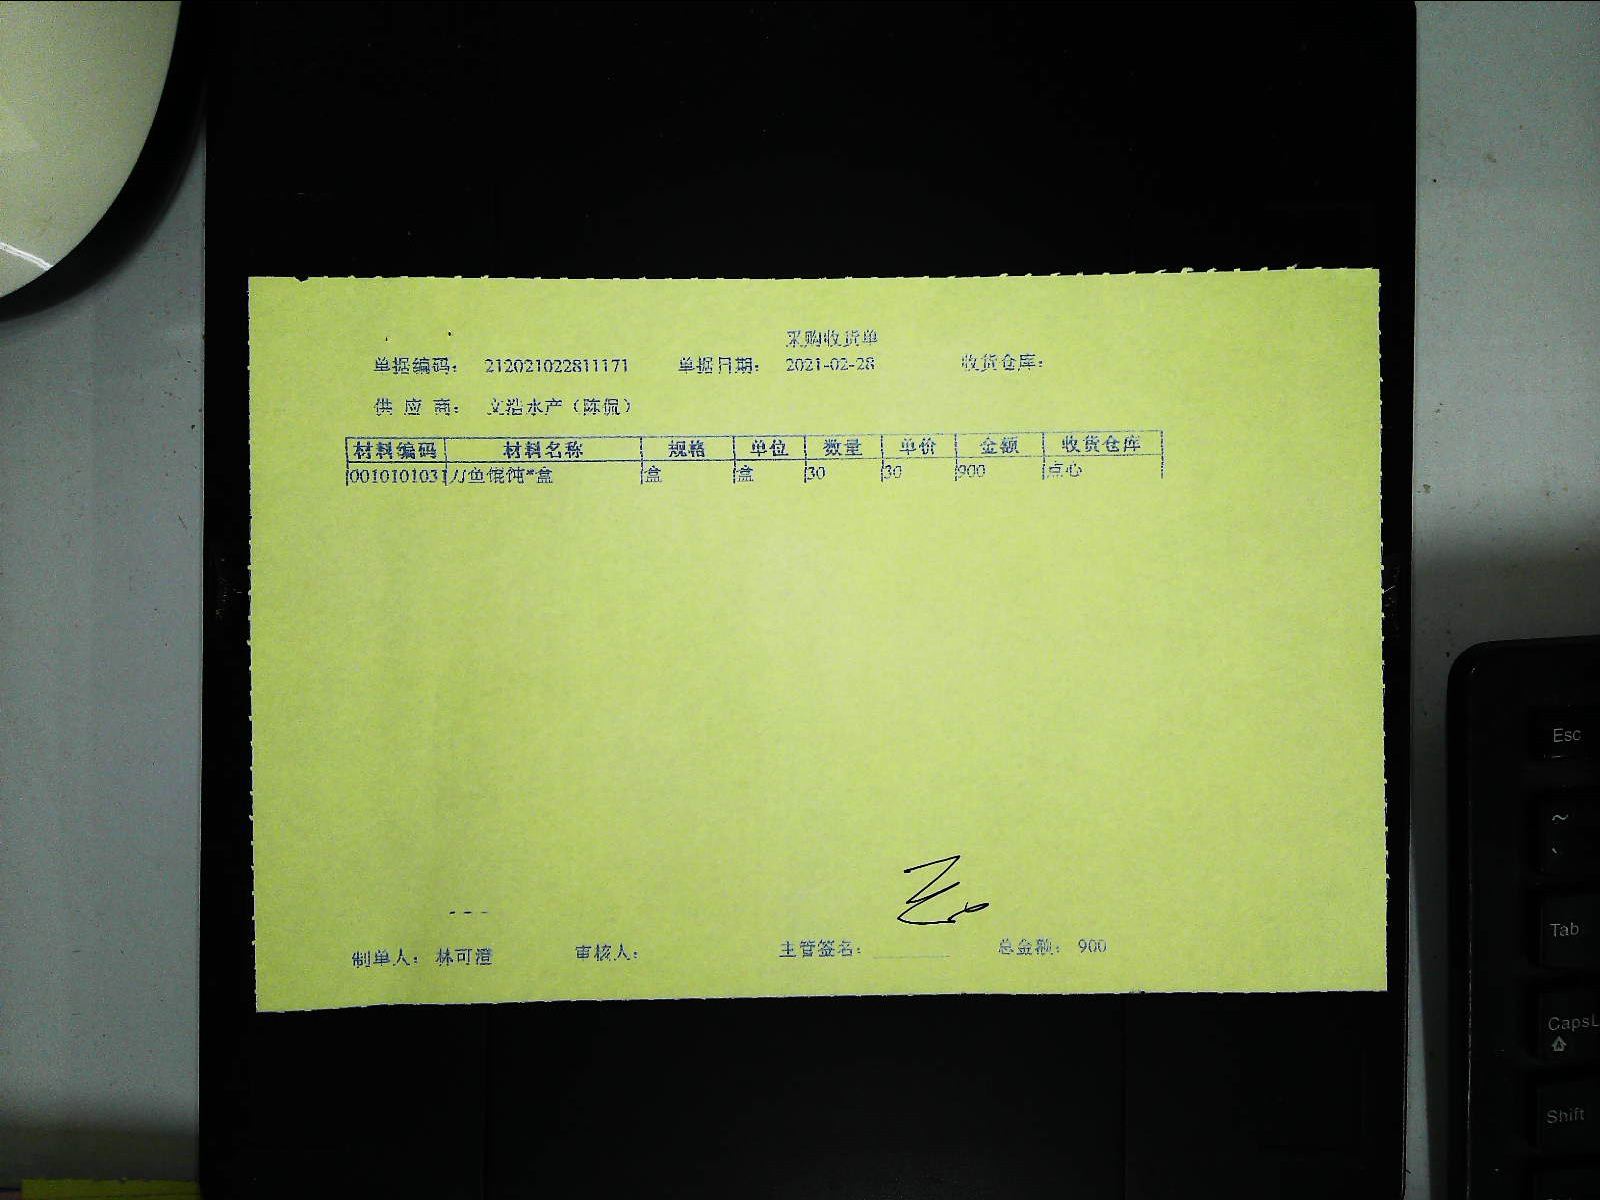 采购收货单
单据编码： 212021022811171 单据日期： 2021-02-28 收货仓库：
供 应 商： 文浩水产（陈侃）
材料编码 材料名称 规格 单位 数量 单价 金额 收货仓库
0010101031 刀鱼馄饨*盒 盒 盒 30 30 900 点心
制单人： 林可澄 审核人： 主管签名： 总金额： 900
Esc
~
`
Tab
CapsL
Shift